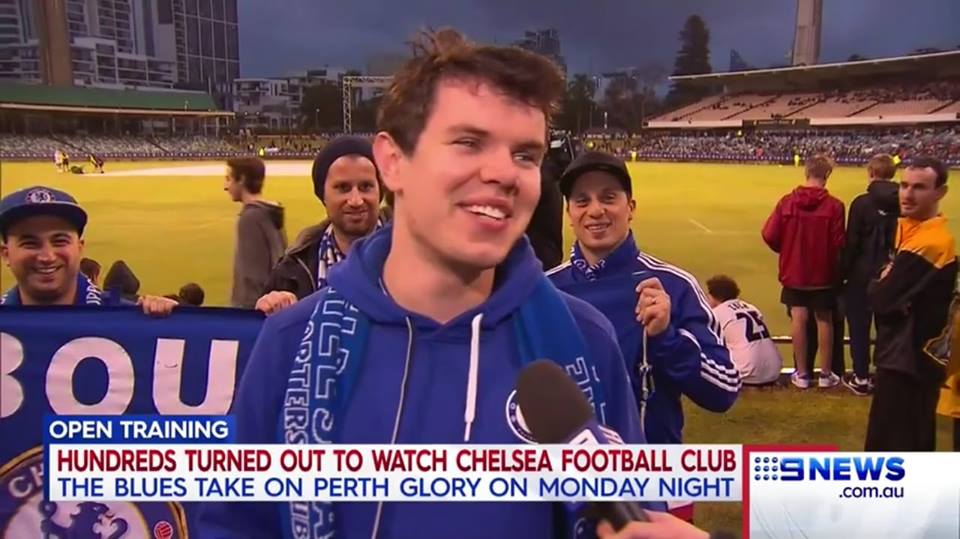 BOU
OPEN TRAINING
HUNDREDS TURNED OUT TO WATCH CHELSEA FOOTBALL CLUB
THE BLUES TAKE ON PERTH GLORY ON MONDAY NIGHT
9NEWS
.com.au